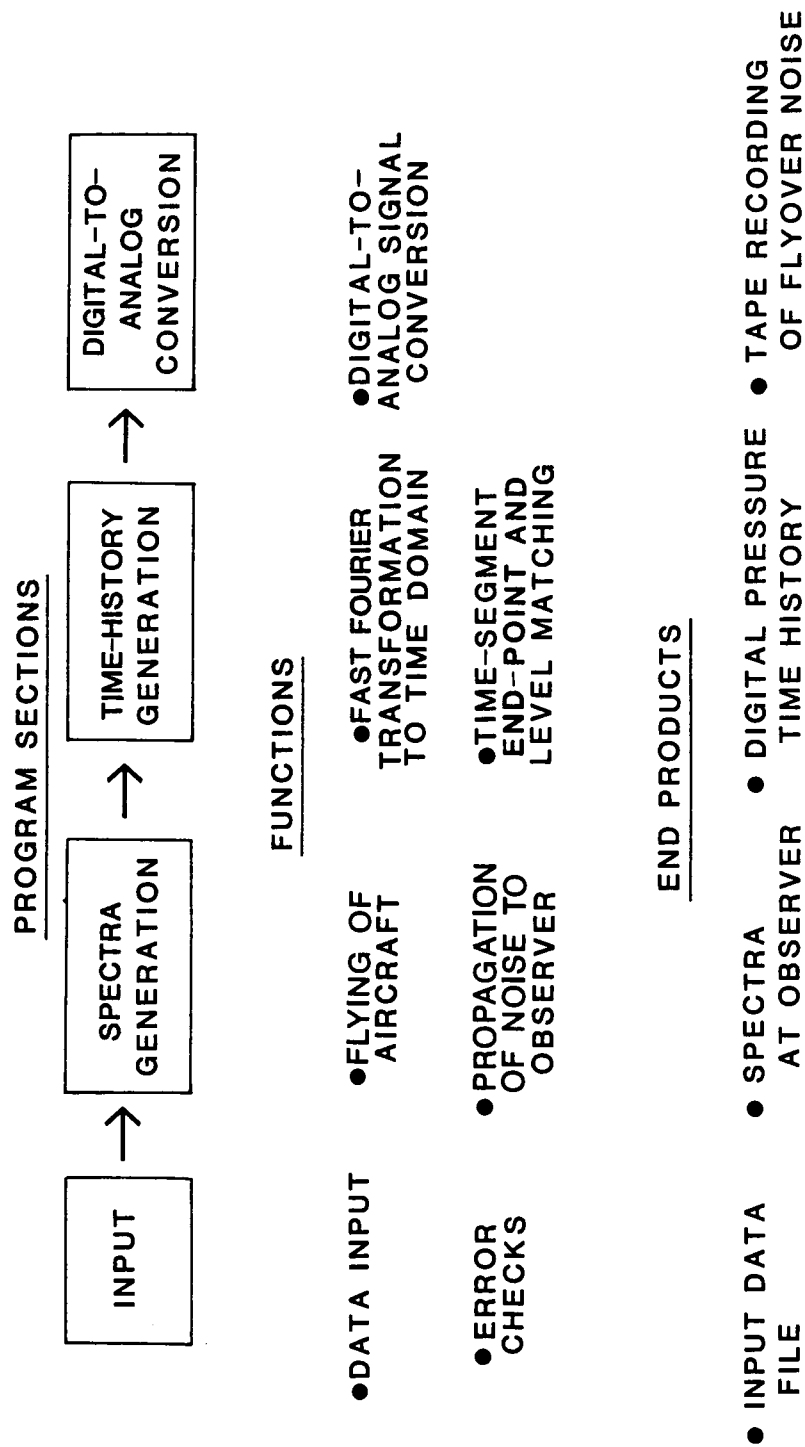 PROGRAM SECTIONS
INPUT
SPECTRA
GENERATION
TIME-HISTORY
GENERATION
DIGITAL-TO-
ANALOG
CONVERSION
FUNCTIONS
●DATA INPUT
●ERROR
CHECKS
●FLYING OF
AIRCRAFT
●PROPAGATION
OF NOISE TO
OBSERVER
●FAST FOURIER
TRANSFORMATION
TO TIME DOMAIN
●TIME-SEGMENT
END-POINT AND
LEVEL MATCHING
●DIGITAL-TO-
ANALOG SIGNAL
CONVERSION
END PRODUCTS
● INPUT DATA
FILE
● SPECTRA
AT OBSERVER
● DIGITAL PRESSURE
TIME HISTORY
● TAPE RECORDING
OF FLYOVER NOISE